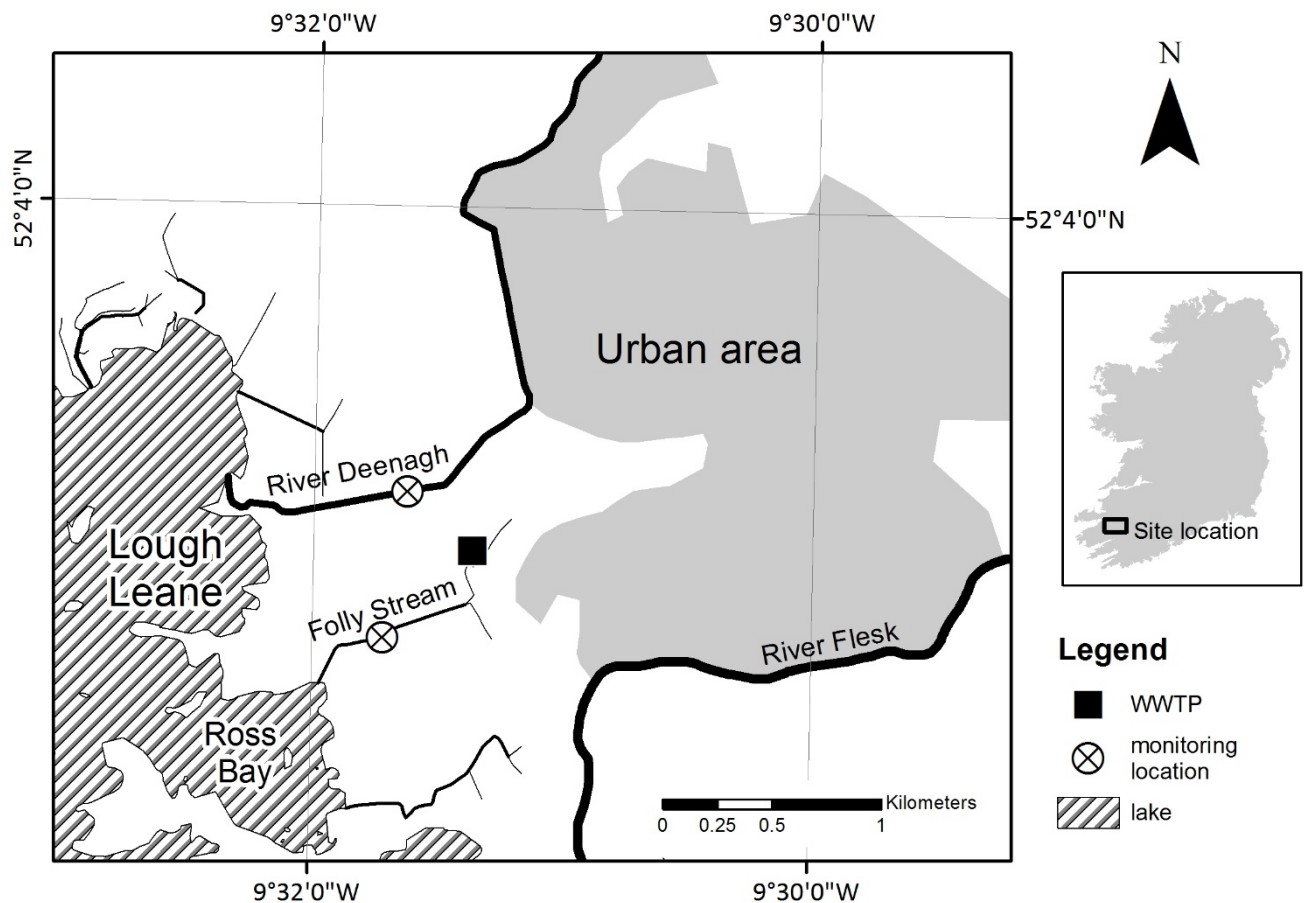 9°32'0"W
9°30'0"W
N
52°4'0"N
52°4'0"N
Urban area
River Deenagh
Lough
Leane
Site location
Folly Stream
River Flesk
Legend
WWTP
Ross
Bay
monitoring
location
Kilometers
0
0.25
0.5
1
lake
9°32'0"W
9°30'0"W